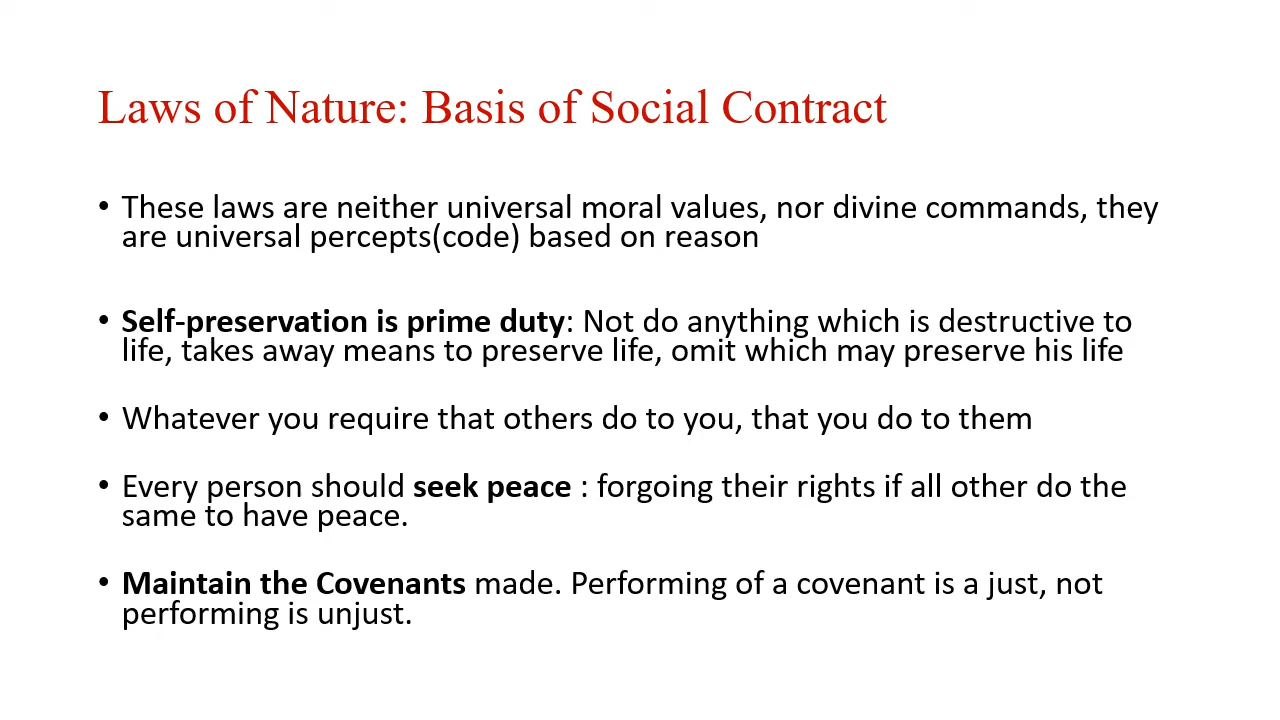 Laws of Nature: Basis of Social Contract
• These laws are neither universal moral values, nor divine commands, they
are universal percepts(code) based on reason
• Self-preservation is prime duty: Not do anything which is destructive to
life, takes away means to preserve life, omit which may preserve his life
• Whatever you require that others do to you, that you do to them
• Every person should seek peace : forgoing their rights if all other do the
same to have peace.
• Maintain the Covenants made. Performing of a covenant is a just, not
performing is unjust.